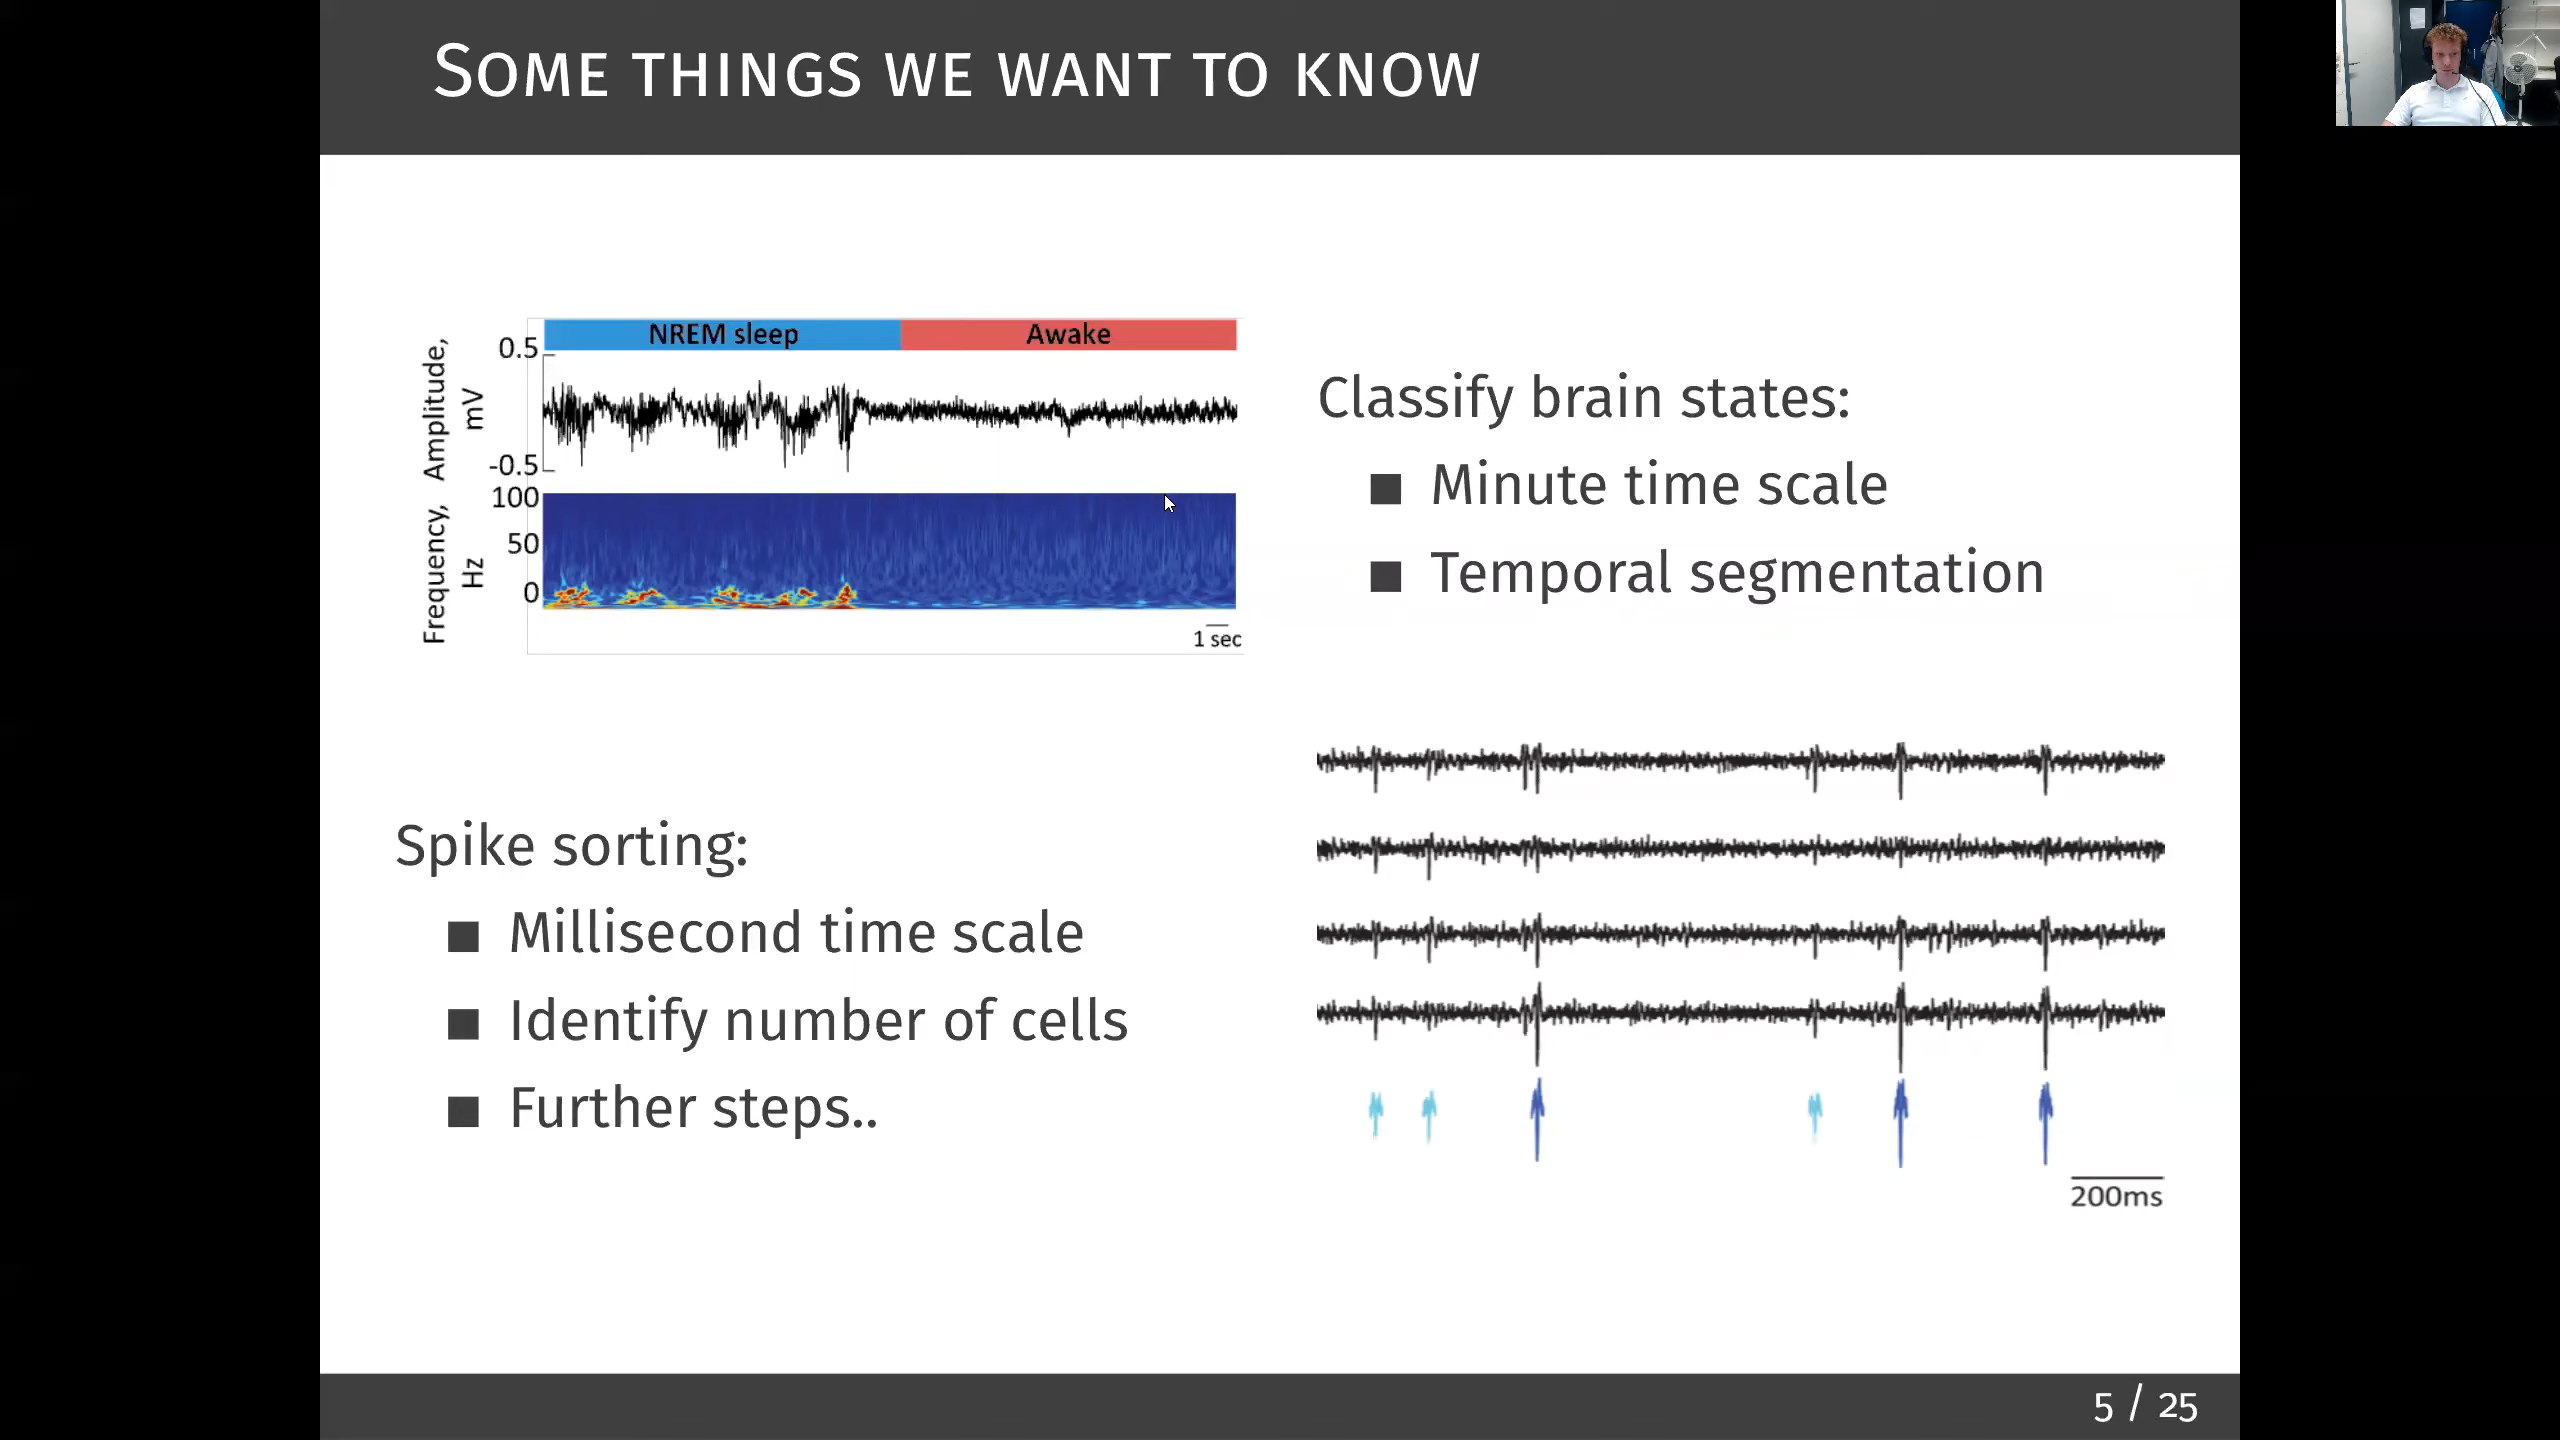 Some things we want to know
NREM sleep Awake
Amplitude,
mV
0.5
-0.5
Frequency,
Hz
100
50
0
1 sec
Classify brain states:
Minute time scale
Temporal segmentation
Spike sorting:
Millisecond time scale
Identify number of cells
Further steps..
200ms
5 / 25